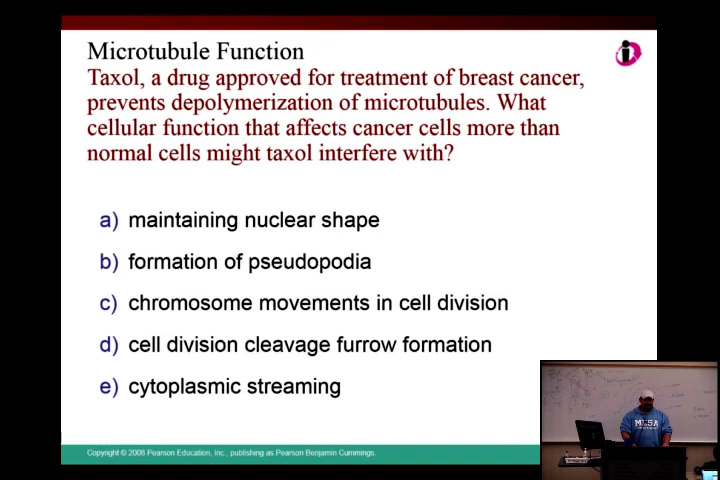 Microtubule Function
Taxol, a drug approved for treatment of breast cancer,
prevents depolymerization of microtubules. What
cellular function that affects cancer cells more than
normal cells might taxol interfere with?
a) maintaining nuclear shape
b) formation of pseudopodia
c) chromosome movements in cell division
d) cell division cleavage furrow formation
e) cytoplasmic streaming
MESA
Copyright © 2008 Pearson Education, Inc., publishing as Pearson Benjamin Cummings.